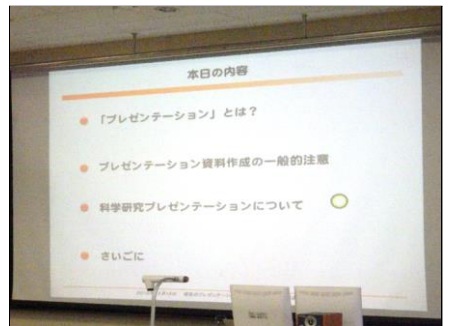 本日の内容
「プレゼンテーション」とは？
プレゼンテーション資料作成の一般的注意
科学研究プレゼンテーションについて
さいごに